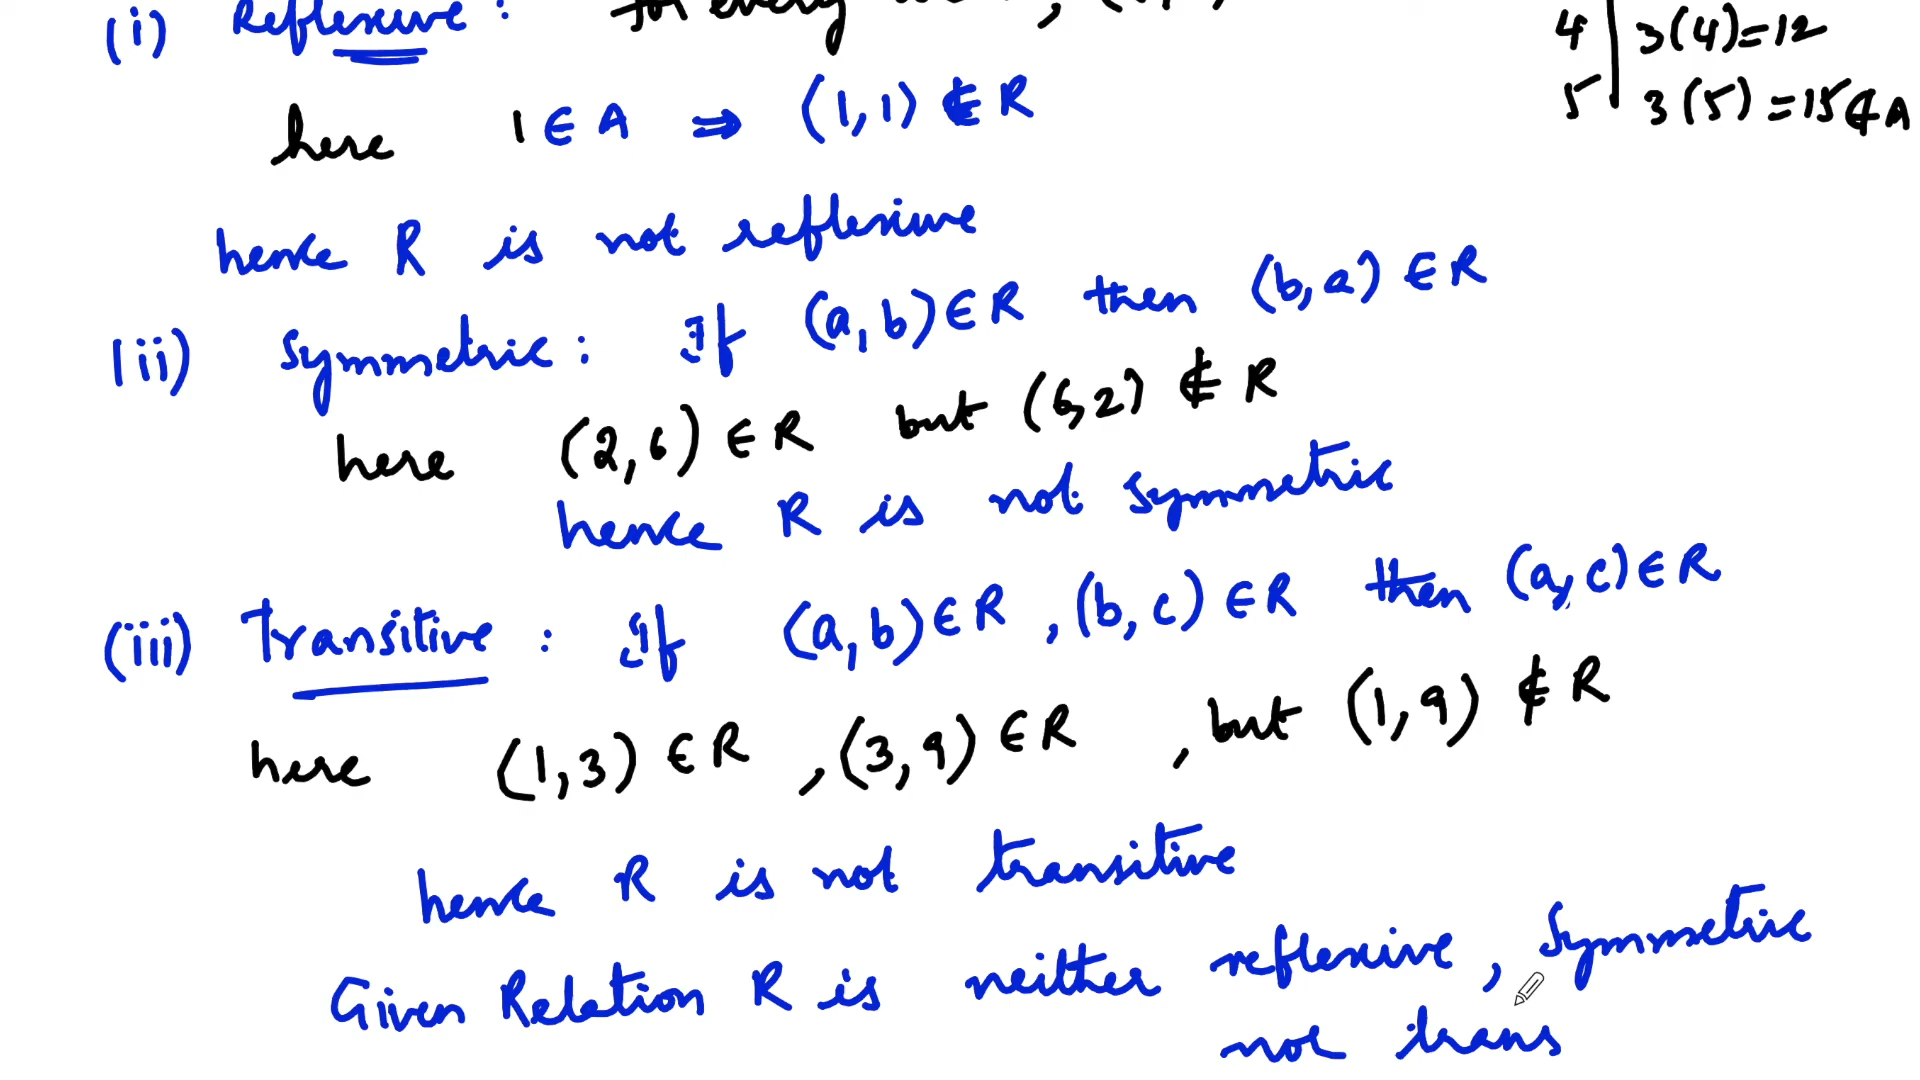 (i) Reflexive : for every
4 | 3(4)=12
5 | 3(5)=15∉A
here 1 ∈ A ⇒ (1,1) ∉ R
hence R is not reflexive
(ii) Symmetric : If (a,b)∈R then (b,a) ∈R
here (2,6) ∈R but (6,2) ∉ R
hence R is not symmetric
(iii) Transitive : If (a,b)∈R , (b,c) ∈R then (a,c)∈R
here (1,3) ∈R , (3,9) ∈R , but (1,9) ∉ R
hence R is not transitive
Given Relation R is neither reflexive, symmetric
nor trans